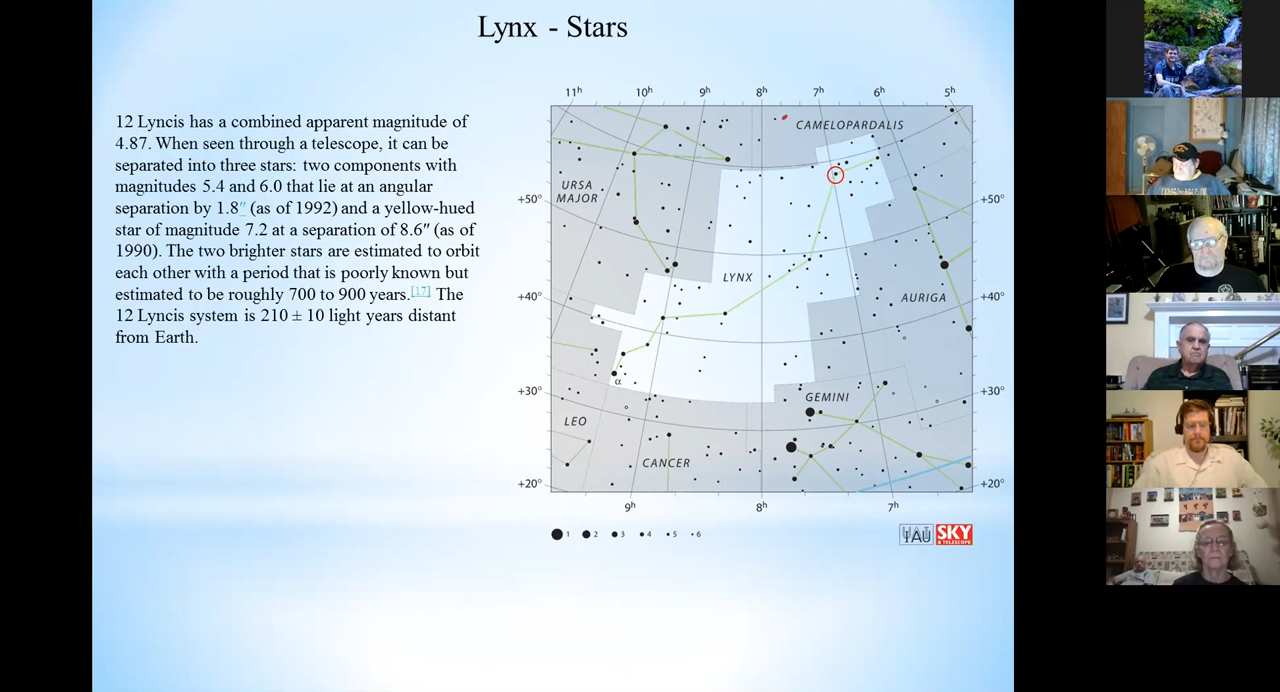 Lynx - Stars
12 Lyncis has a combined apparent magnitude of
4.87. When seen through a telescope, it can be
separated into three stars: two components with
magnitudes 5.4 and 6.0 that lie at an angular
separation by 1.8″ (as of 1992) and a yellow-hued
star of magnitude 7.2 at a separation of 8.6″ (as of
1990). The two brighter stars are estimated to orbit
each other with a period that is poorly known but
estimated to be roughly 700 to 900 years.[17] The
12 Lyncis system is 210 ± 10 light years distant
from Earth.
11h 10h 9h 8h 7h 6h 5h
CAMELOPARDALIS
URSA
MAJOR
+50° +50°
LYNX
+40° AURIGA +40°
α
+30° +30°
GEMINI
LEO
CANCER
+20° +20°
9h 8h 7h
1 2 3 4 5 6
IAU SKY
& TELESCOPE